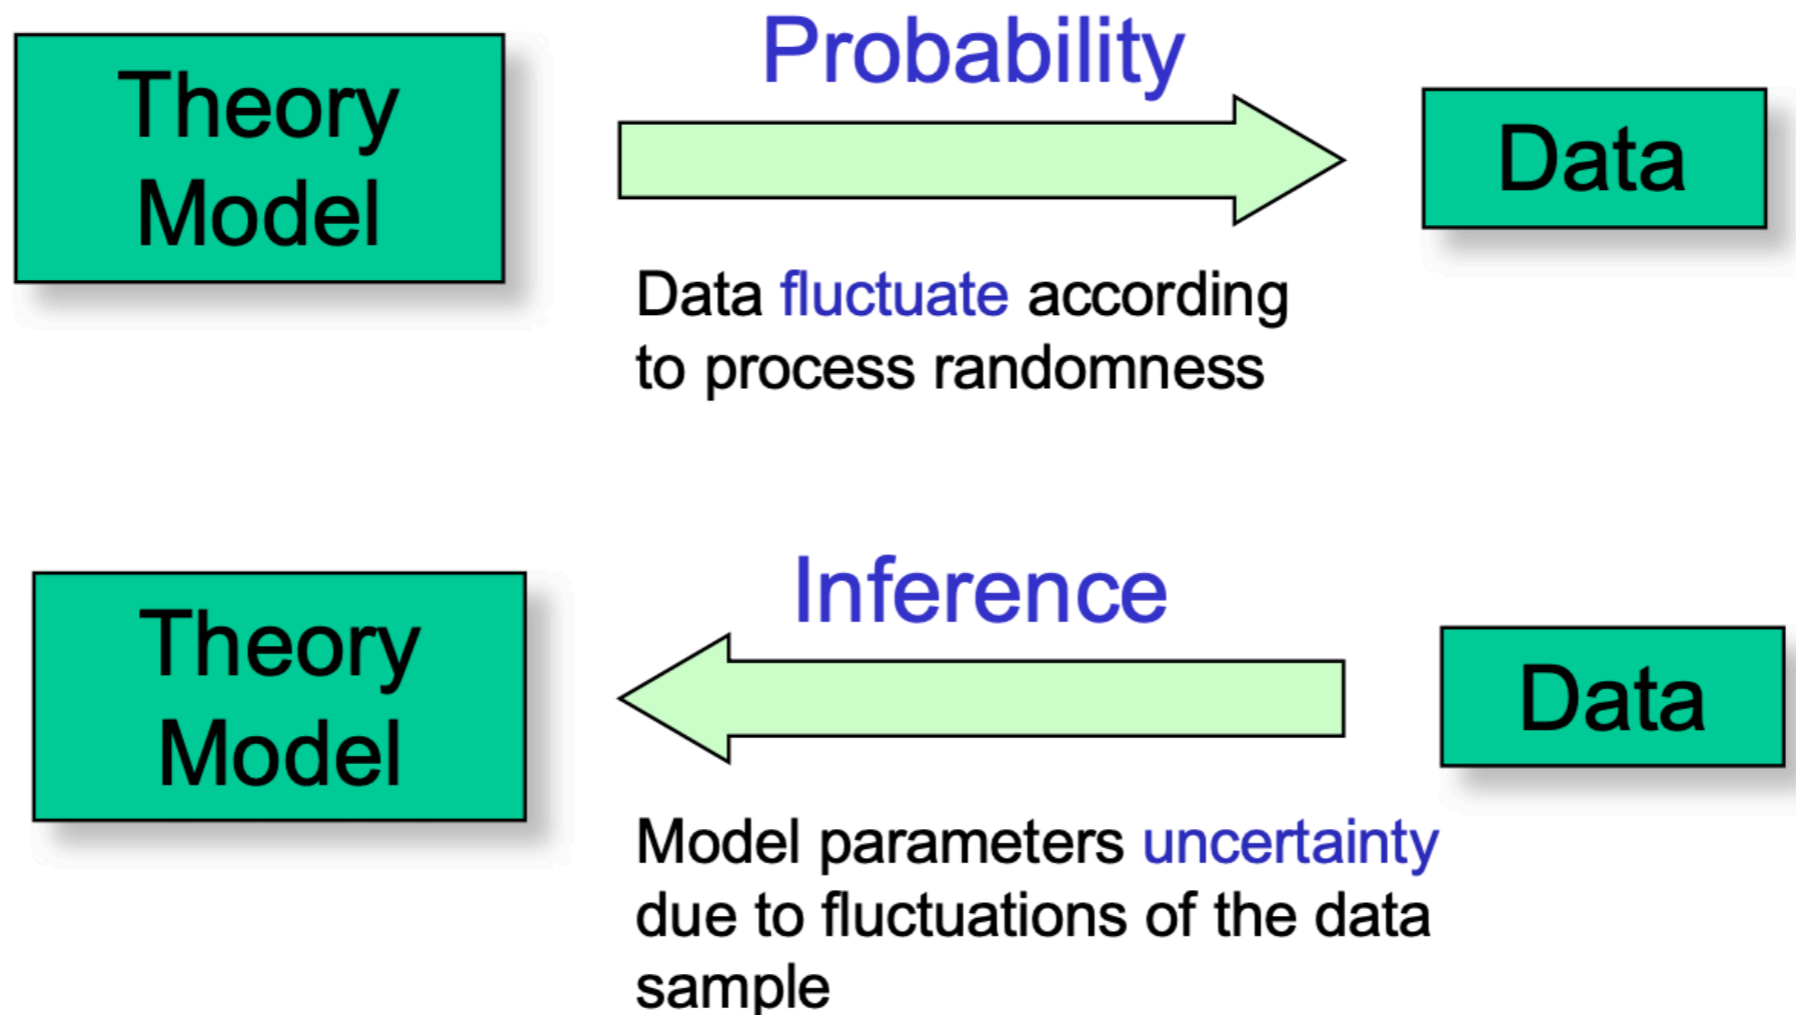 Theory
Model
Probability
Data
Data fluctuate according
to process randomness
Theory
Model
Inference
Data
Model parameters uncertainty
due to fluctuations of the data
sample